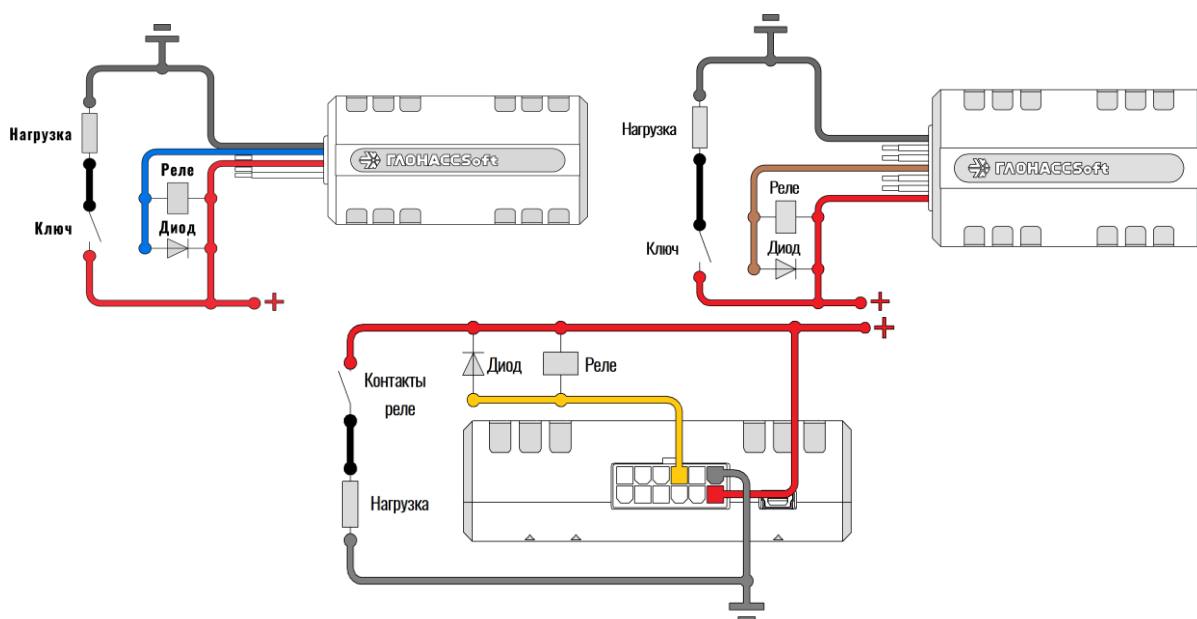 Нагрузка
Реле
Ключ
Диод
+
ГЛОНАССSoft
Нагрузка
Реле
Ключ
Диод
+
ГЛОНАССSoft
+
Диод
Реле
Контакты
реле
Нагрузка